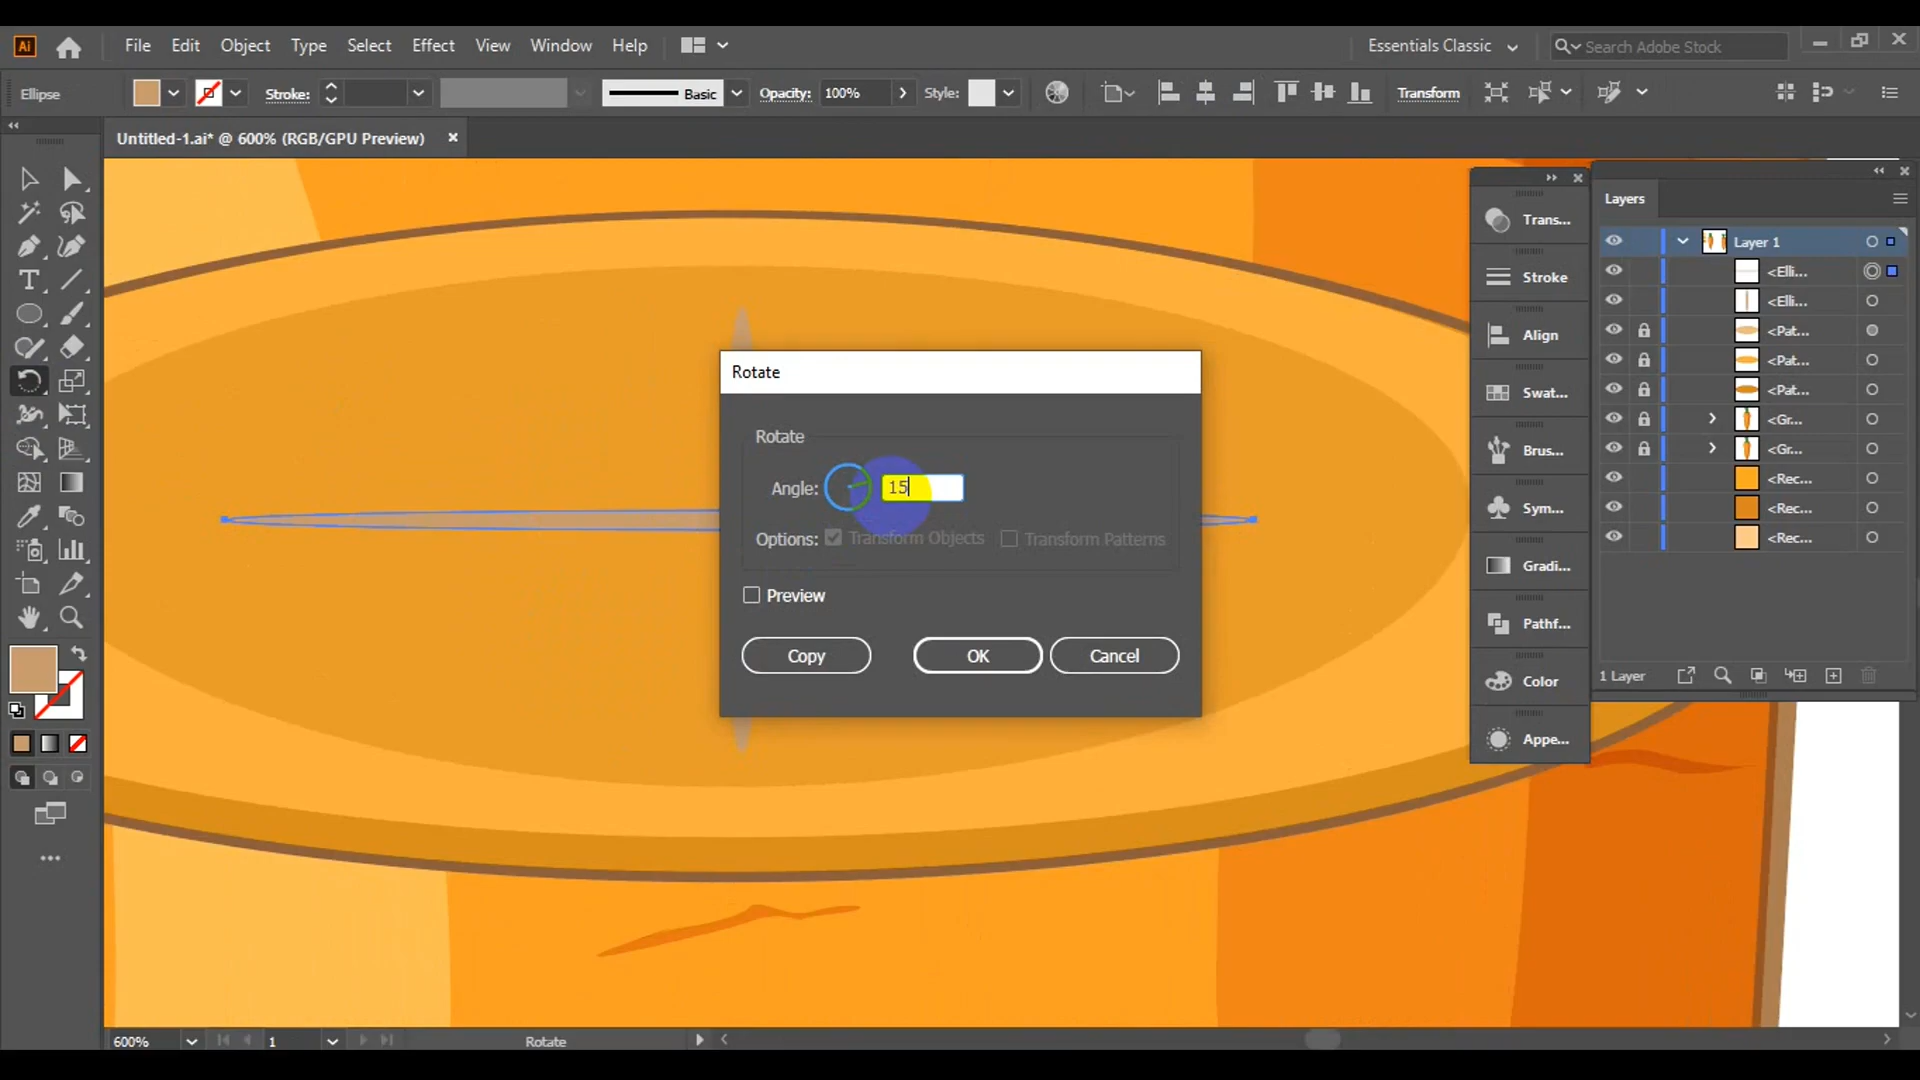 Ai File Edit Object Type Select Effect View Window Help Essentials Classic Search Adobe Stock
Ellipse Stroke: Basic Opacity: 100% Style: Transform
Untitled-1.ai* @ 600% (RGB/GPU Preview)
Layers
Trans...
Stroke
Align
Swat...
Brus...
Sym...
Gradi...
Pathf...
Color
Appe...
Layer 1
<Elli...
<Elli...
<Pat...
<Pat...
<Pat...
<Gr...
<Gr...
<Rec...
<Rec...
<Rec...
1 Layer
Rotate
Rotate
Angle: 15
Options: Transform Objects Transform Patterns
Preview
Copy OK Cancel
600% 1 Rotate